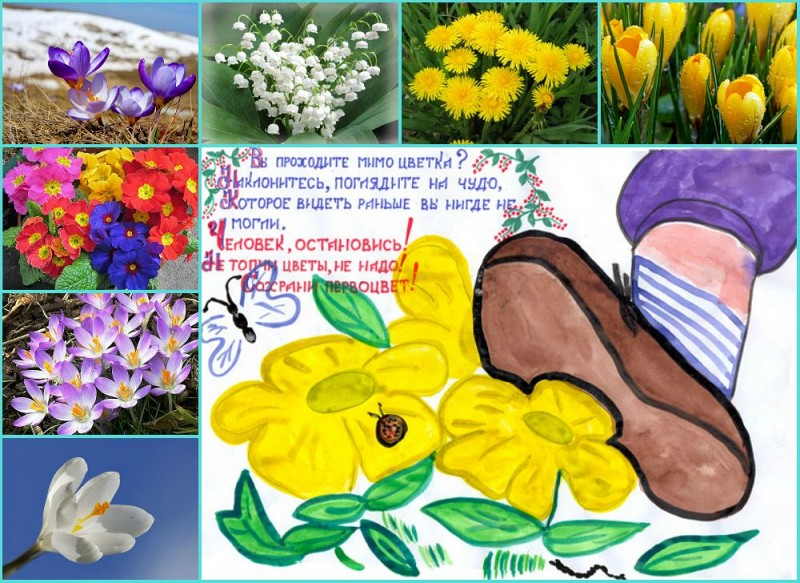 Вы проходите мимо цветка?
Наклонитесь, поглядите на чудо,
Которое видеть раньше вы нигде не
могли.
Человек, остановись!
Не топчи цветы, не надо!
Сохрани первоцвет!